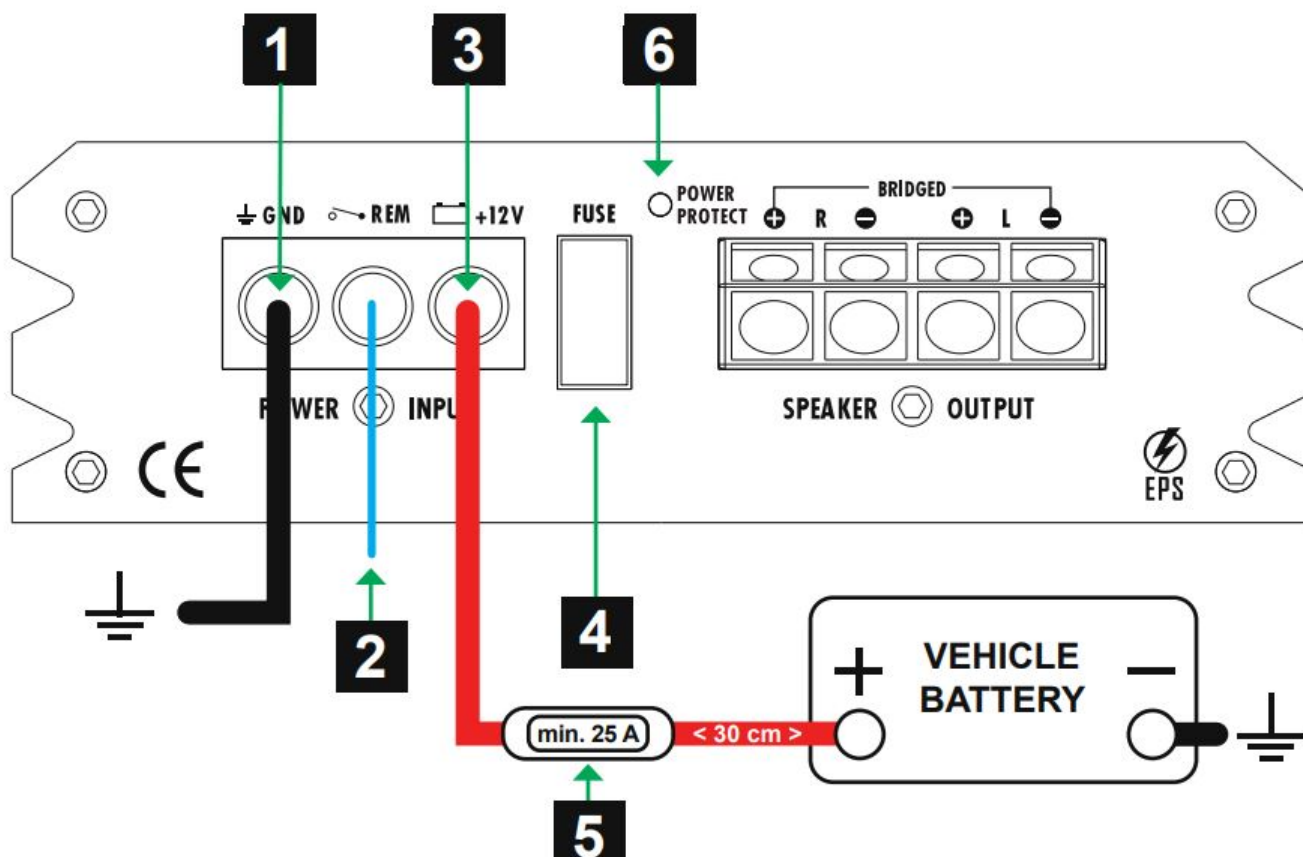 1
3
6
GND
REM
+12V
FUSE
POWER
PROTECT
BRIDGED
+ R − + L −
POWER INPUT
SPEAKER OUTPUT
CE
EPS
2
4
+ VEHICLE −
BATTERY
min. 25 A
< 30 cm >
5